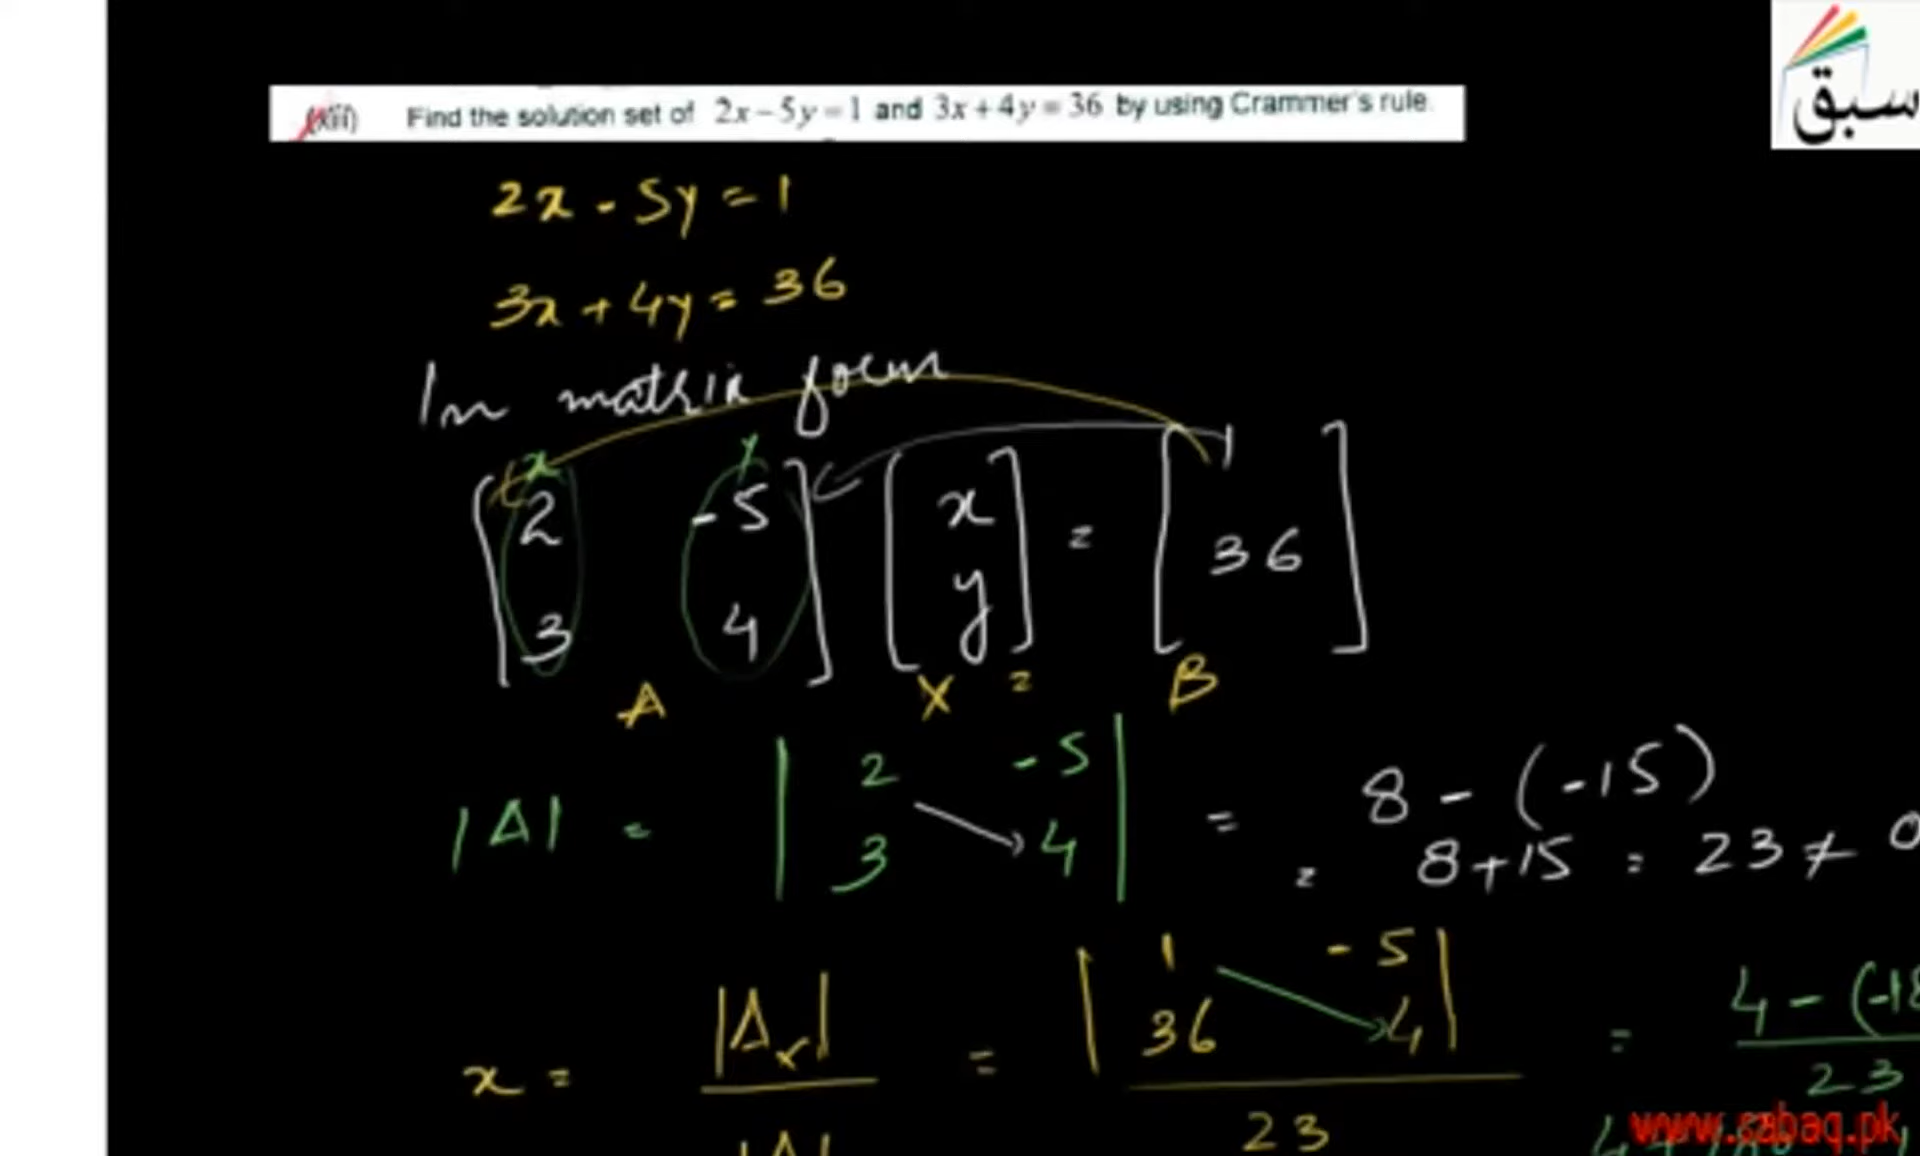 سبق
(xiii) Find the solution set of 2x-5y=1 and 3x+4y=36 by using Crammer's rule.
2x - 5y = 1
3x + 4y = 36
In matrix form
x y
[2 -5] [x] = [1]
[3 4] [y] [36]
A X = B
|A| = |2 -5| = 8 - (-15)
|3 4| = 8 + 15 = 23 ≠ 0
x = |Ax| = |1 -5| = 4 - (-18
|A| |36 4| 23
23
www.sabaq.pk